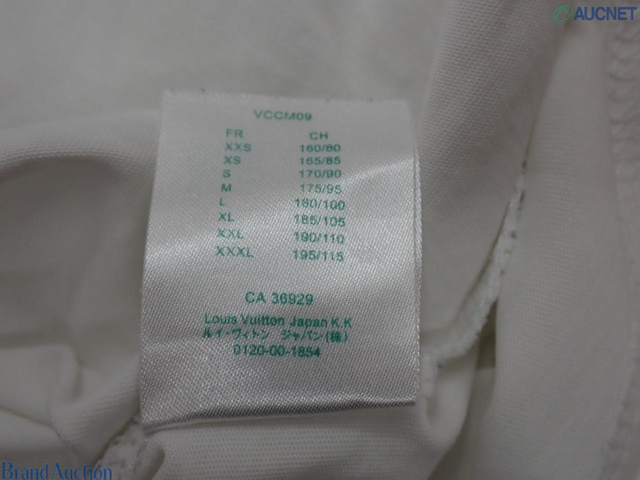 AUCNET
VCCM09
FR CH
XXS 160/80
XS 165/85
S 170/90
M 175/95
L 180/100
XL 185/105
XXL 190/110
XXXL 195/115
CA 36929
Louis Vuitton Japan K.K
ルイ・ヴィトン ジャパン(株)
0120-00-1854
Brand Auction